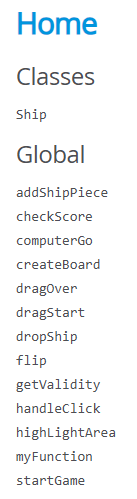 Home
Classes
Ship
Global
addShipPiece
checkScore
computerGo
createBoard
dragOver
dragStart
dropShip
flip
getValidity
handleClick
highLightArea
myFunction
startGame